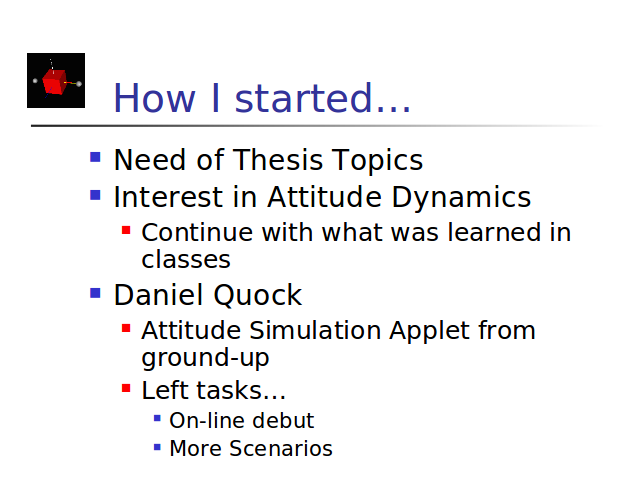 How I started…
Need of Thesis Topics
Interest in Attitude Dynamics
Continue with what was learned in
classes
Daniel Quock
Attitude Simulation Applet from
ground-up
Left tasks…
On-line debut
More Scenarios